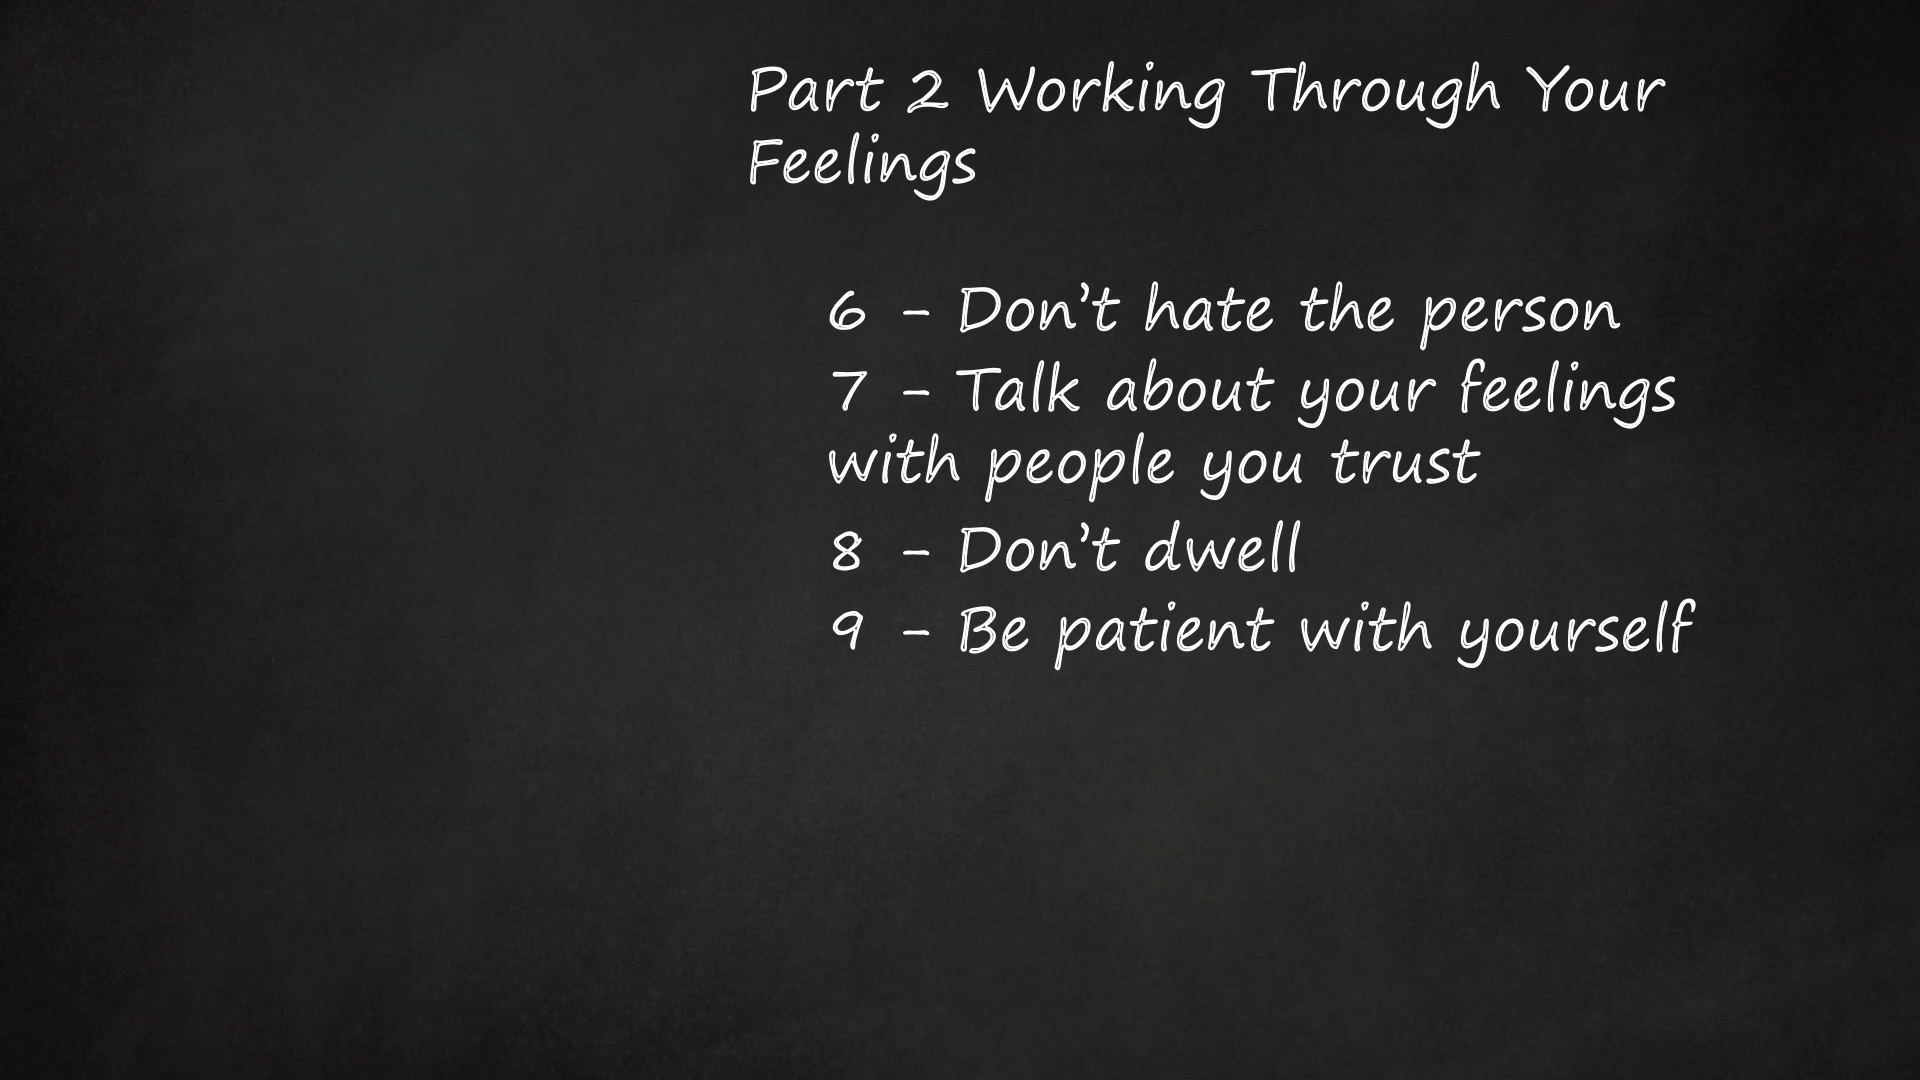 Part 2 Working Through Your
Feelings
6 - Don’t hate the person
7 - Talk about your feelings
with people you trust
8 - Don’t dwell
9 - Be patient with yourself